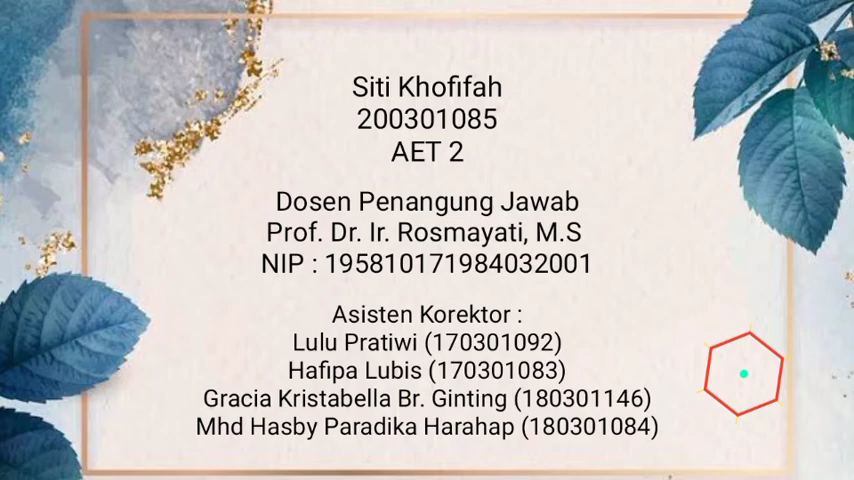 Siti Khofifah
200301085
AET 2
Dosen Penangung Jawab
Prof. Dr. Ir. Rosmayati, M.S
NIP : 195810171984032001
Asisten Korektor :
Lulu Pratiwi (170301092)
Hafipa Lubis (170301083)
Gracia Kristabella Br. Ginting (180301146)
Mhd Hasby Paradika Harahap (180301084)